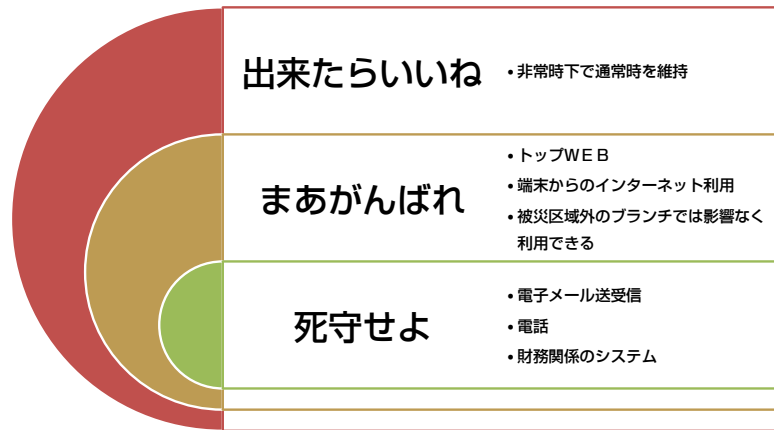 出来たらいいね
• 非常時下で通常時を維持
まあがんばれ
• トップWEB
• 端末からのインターネット利用
• 被災区域外のブランチでは影響なく
利用できる
死守せよ
• 電子メール送受信
• 電話
• 財務関係のシステム